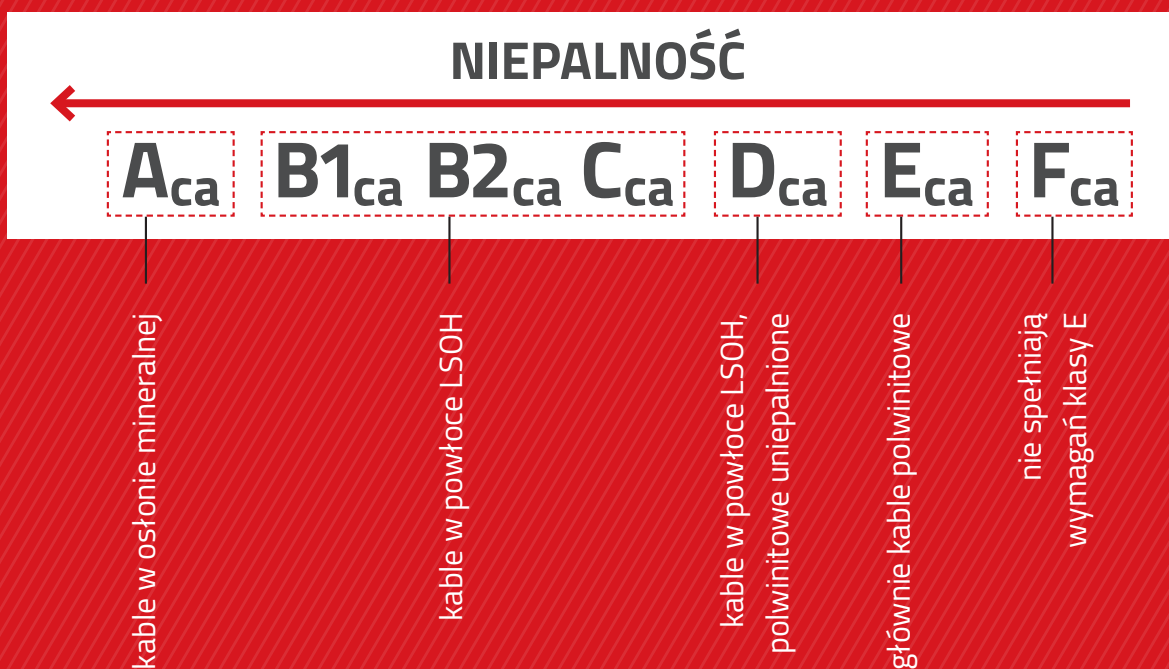 NIEPALNOŚĆ
Aca B1ca B2ca Cca Dca Eca Fca
kable w osłonie mineralnej
kable w powłoce LSOH
kable w powłoce LSOH,
polwinitowe uniepalnione
głównie kable polwinitowe
nie spełniają
wymagań klasy E